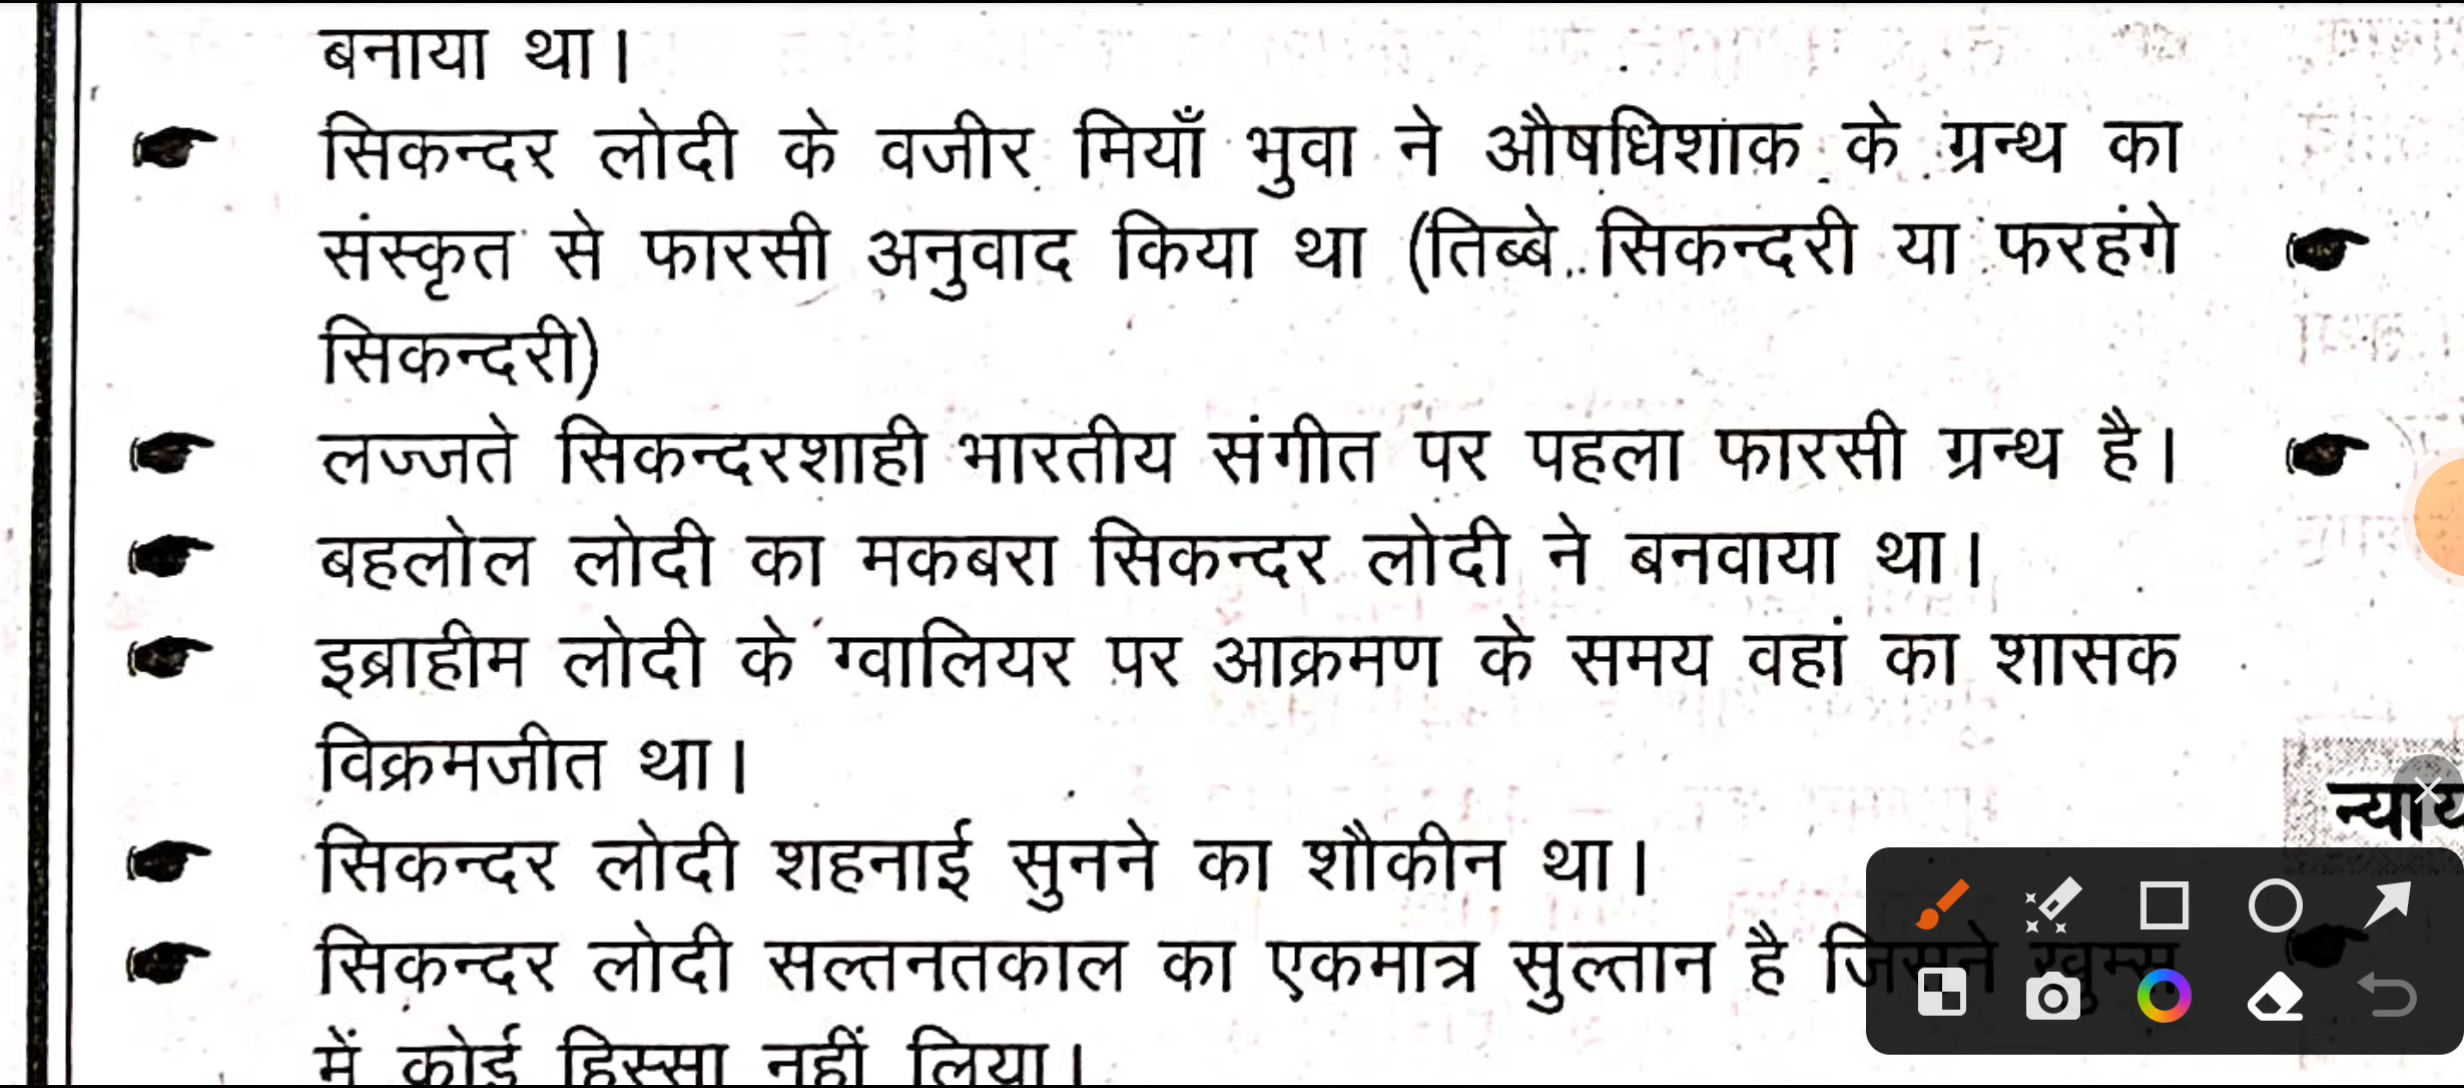 बनाया था।
सिकन्दर लोदी के वजीर मियाँ भुवा ने औषधिशांक के ग्रन्थ का
संस्कृत से फारसी अनुवाद किया था (तिब्बे सिकन्दरी या फरहंगे
सिकन्दरी)
लज्जते सिकन्दरशाही भारतीय संगीत पर पहला फारसी ग्रन्थ है।
बहलोल लोदी का मकबरा सिकन्दर लोदी ने बनवाया था।
इब्राहीम लोदी के ग्वालियर पर आक्रमण के समय वहां का शासक
विक्रमजीत था।
सिकन्दर लोदी शहनाई सुनने का शौकीन था।
सिकन्दर लोदी सल्तनतकाल का एकमात्र सुल्तान है जिसने खुम्स
में कोई हिस्सा नहीं लिया।